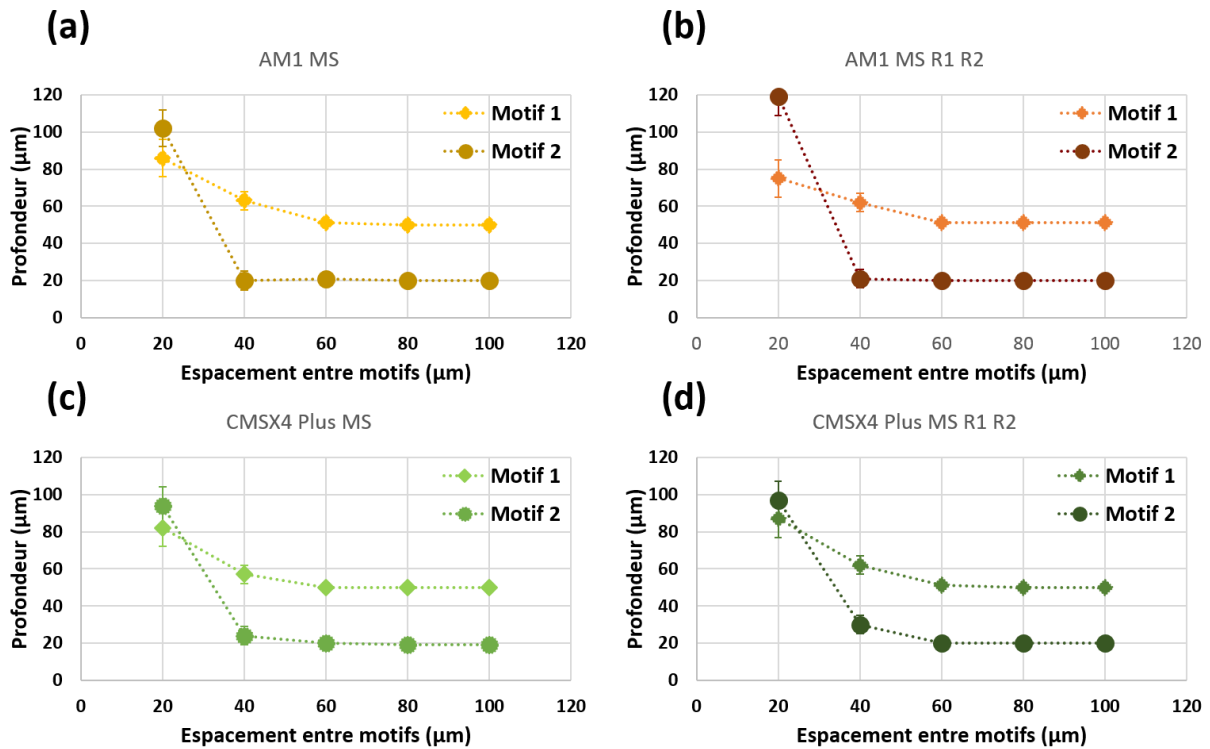 (a)
AM1 MS
Profondeur (µm)
120
100
80
60
40
20
0
Motif 1
Motif 2
0 20 40 60 80 100 120
Espacement entre motifs (µm)
(b)
AM1 MS R1 R2
Profondeur (µm)
120
100
80
60
40
20
0
Motif 1
Motif 2
0 20 40 60 80 100 120
Espacement entre motifs (µm)
(c)
CMSX4 Plus MS
Profondeur (µm)
120
100
80
60
40
20
0
Motif 1
Motif 2
0 20 40 60 80 100 120
Espacement entre motifs (µm)
(d)
CMSX4 Plus MS R1 R2
Profondeur (µm)
120
100
80
60
40
20
0
Motif 1
Motif 2
0 20 40 60 80 100 120
Espacement entre motifs (µm)